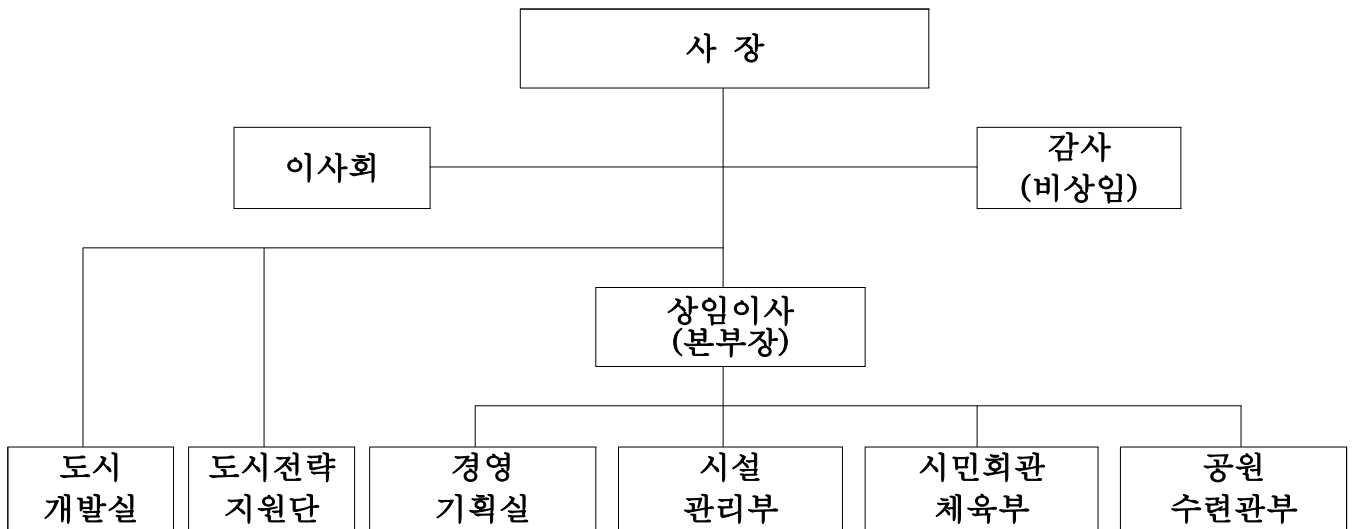 사 장
이사회
감사
(비상임)
상임이사
(본부장)
도시
개발실
도시전략
지원단
경영
기획실
시설
관리부
시민회관
체육부
공원
수련관부